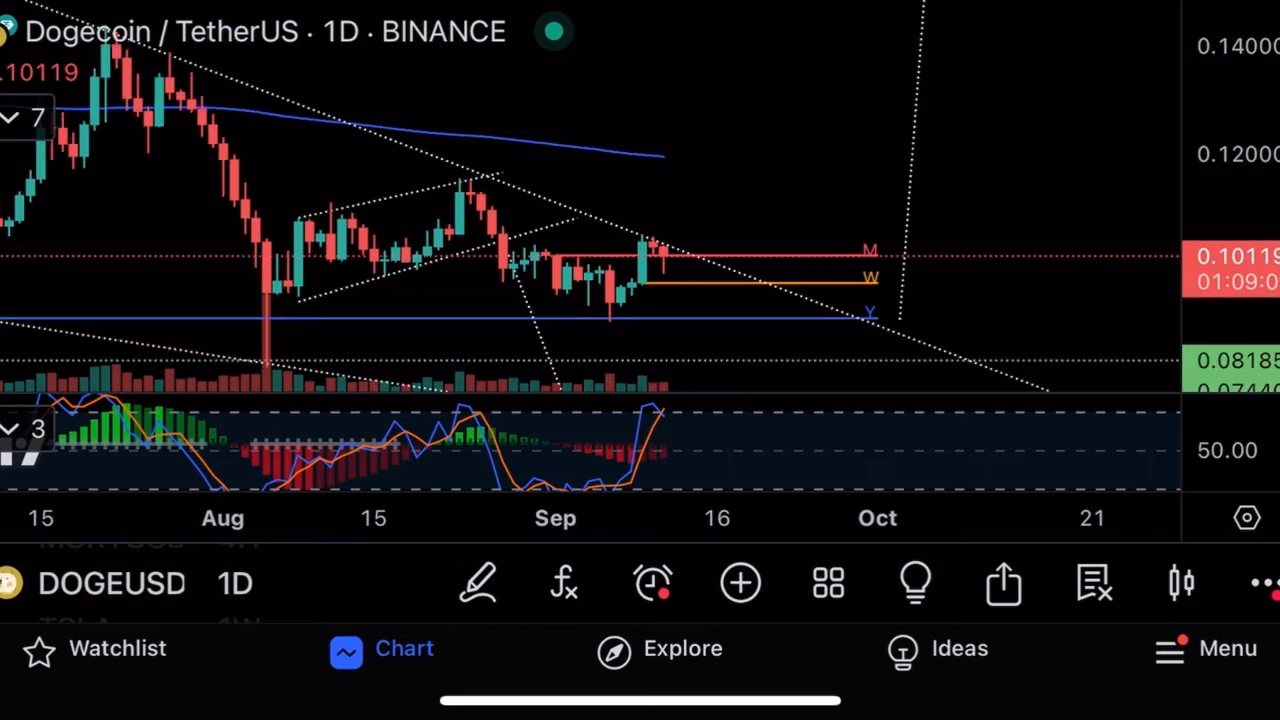 Dogecoin / TetherUS · 1D · BINANCE
.10119
7
0.14000
0.12000
M
W
Y
0.10119
01:09:0
0.08185
3
50.00
15 Aug 15 Sep 16 Oct 21
DOGEUSD 1D
Watchlist Chart Explore Ideas Menu